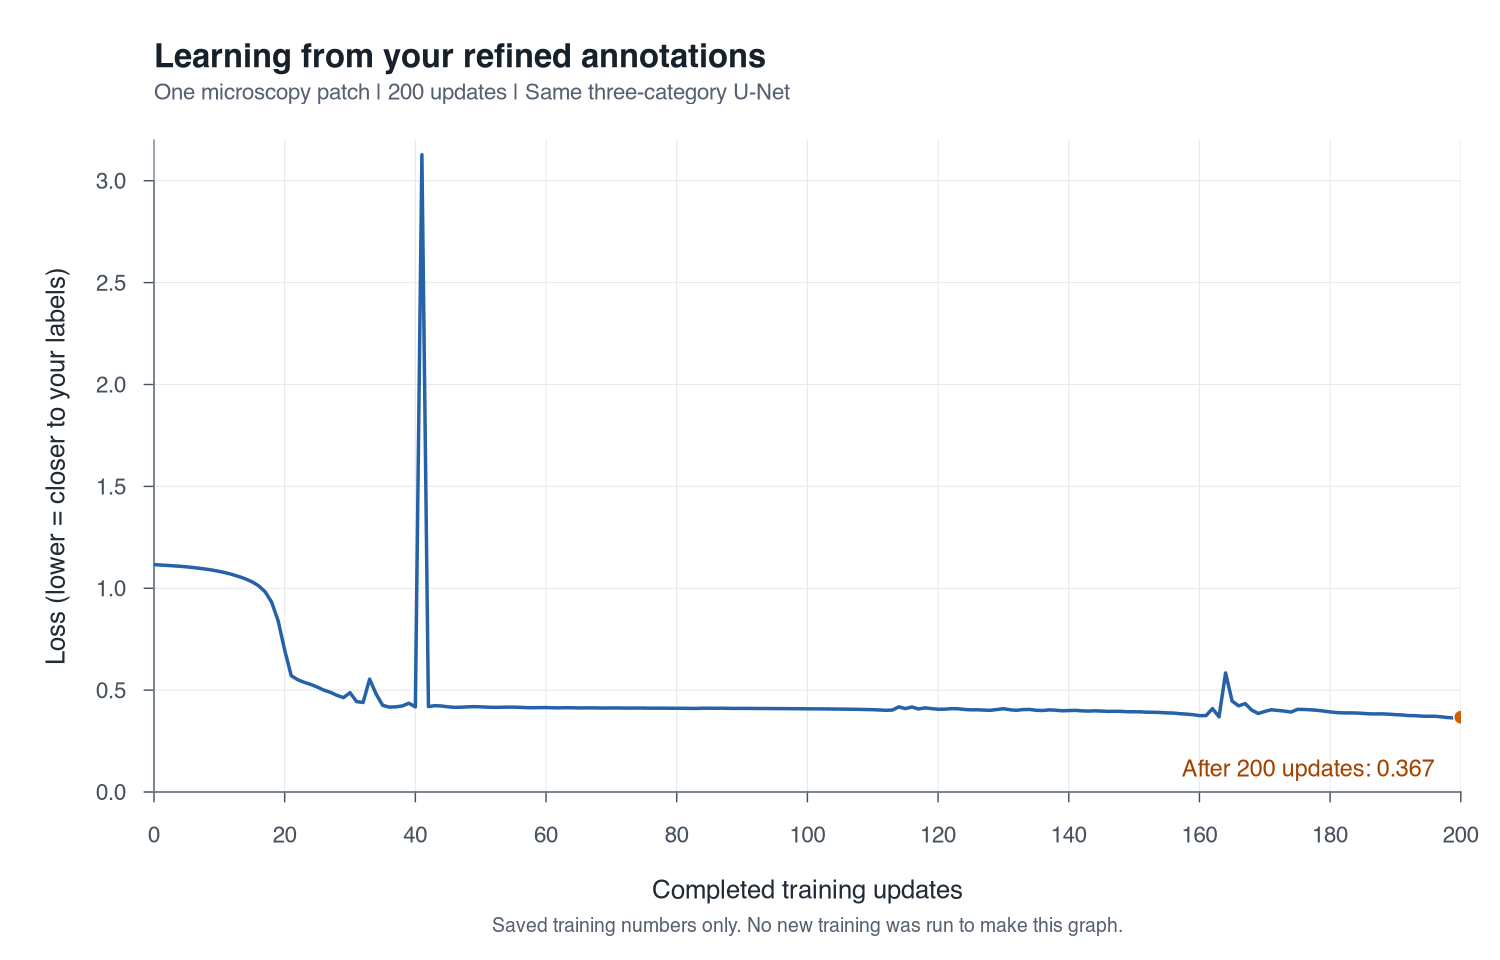 Learning from your refined annotations
One microscopy patch | 200 updates | Same three-category U-Net
Loss (lower = closer to your labels)
3.0
2.5
2.0
1.5
1.0
0.5
0.0
After 200 updates: 0.367
0 20 40 60 80 100 120 140 160 180 200
Completed training updates
Saved training numbers only. No new training was run to make this graph.